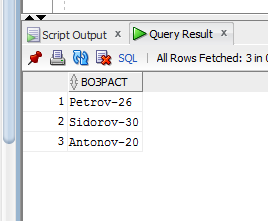 Script Output x Query Result x
SQL | All Rows Fetched: 3 in
ВОЗРАСТ
1 Petrov-26
2 Sidorov-30
3 Antonov-20